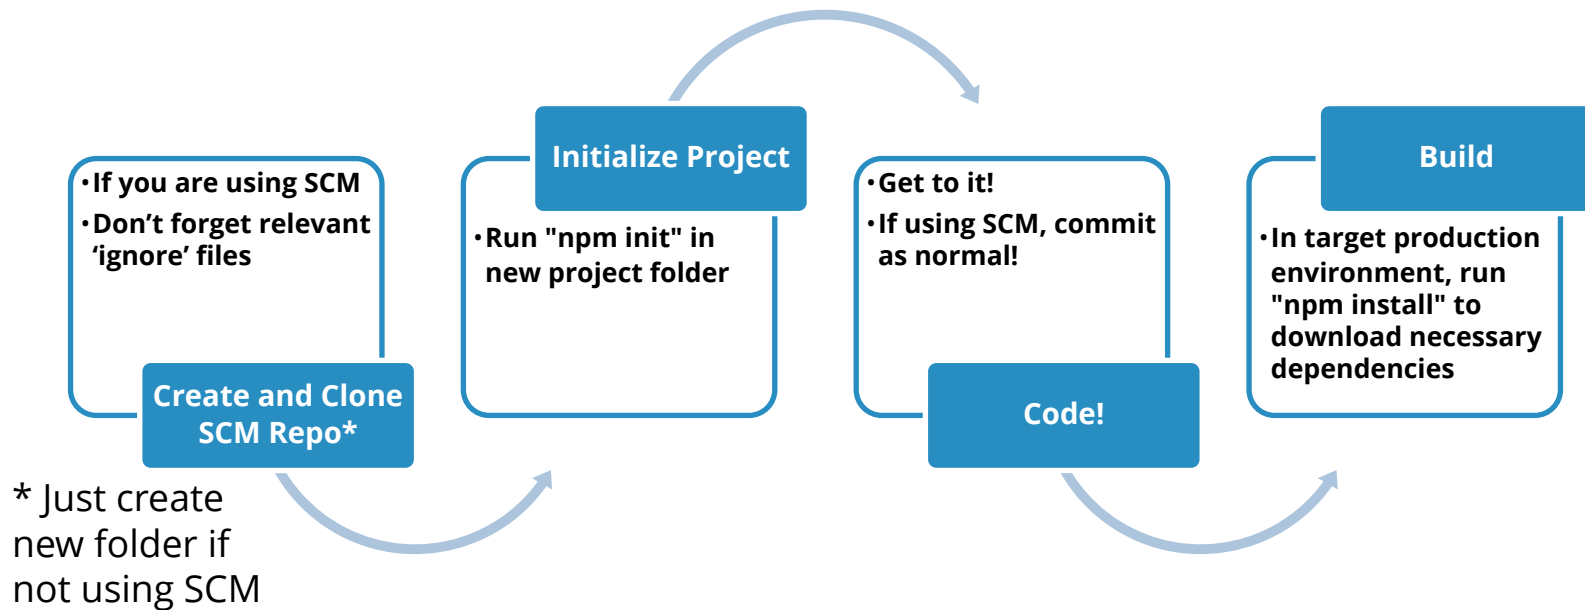 •If you are using SCM
•Don’t forget relevant
‘ignore’ files
Create and Clone
SCM Repo*
* Just create
new folder if
not using SCM
Initialize Project
•Run "npm init" in
new project folder
•Get to it!
•If using SCM, commit
as normal!
Code!
Build
•In target production
environment, run
"npm install" to
download necessary
dependencies